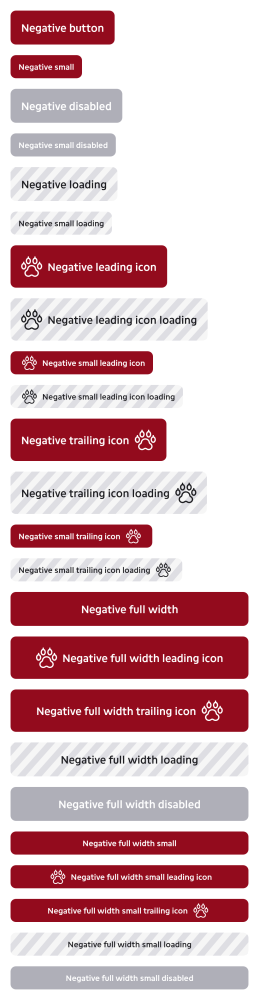 Negative button
Negative small
Negative disabled
Negative small disabled
Negative loading
Negative small loading
Negative leading icon
Negative leading icon loading
Negative small leading icon
Negative small leading icon loading
Negative trailing icon
Negative trailing icon loading
Negative small trailing icon
Negative small trailing icon loading
Negative full width
Negative full width leading icon
Negative full width trailing icon
Negative full width loading
Negative full width disabled
Negative full width small
Negative full width small leading icon
Negative full width small trailing icon
Negative full width small loading
Negative full width small disabled